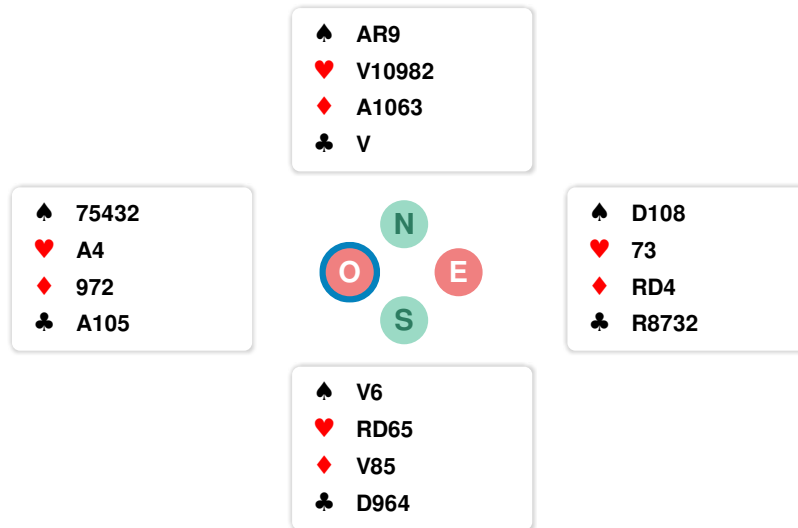 ♠ AR9
♥ V10982
♦ A1063
♣ V
♠ 75432
♥ A4
♦ 972
♣ A105
N
O E
S
♠ D108
♥ 73
♦ RD4
♣ R8732
♠ V6
♥ RD65
♦ V85
♣ D964